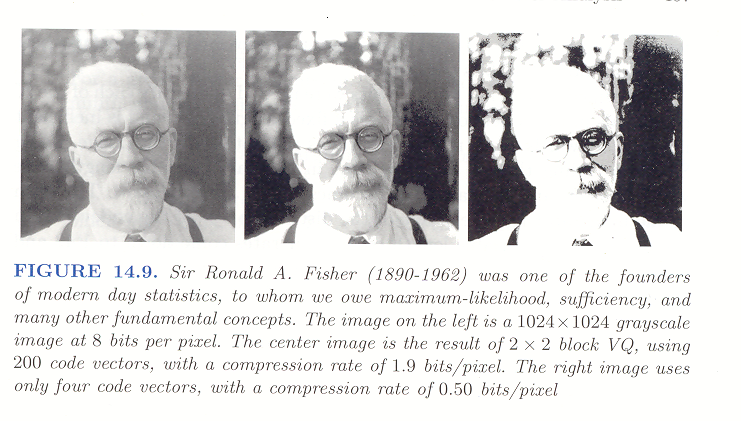 FIGURE 14.9. Sir Ronald A. Fisher (1890-1962) was one of the founders
of modern day statistics, to whom we owe maximum-likelihood, sufficiency, and
many other fundamental concepts. The image on the left is a 1024×1024 grayscale
image at 8 bits per pixel. The center image is the result of 2 × 2 block VQ, using
200 code vectors, with a compression rate of 1.9 bits/pixel. The right image uses
only four code vectors, with a compression rate of 0.50 bits/pixel